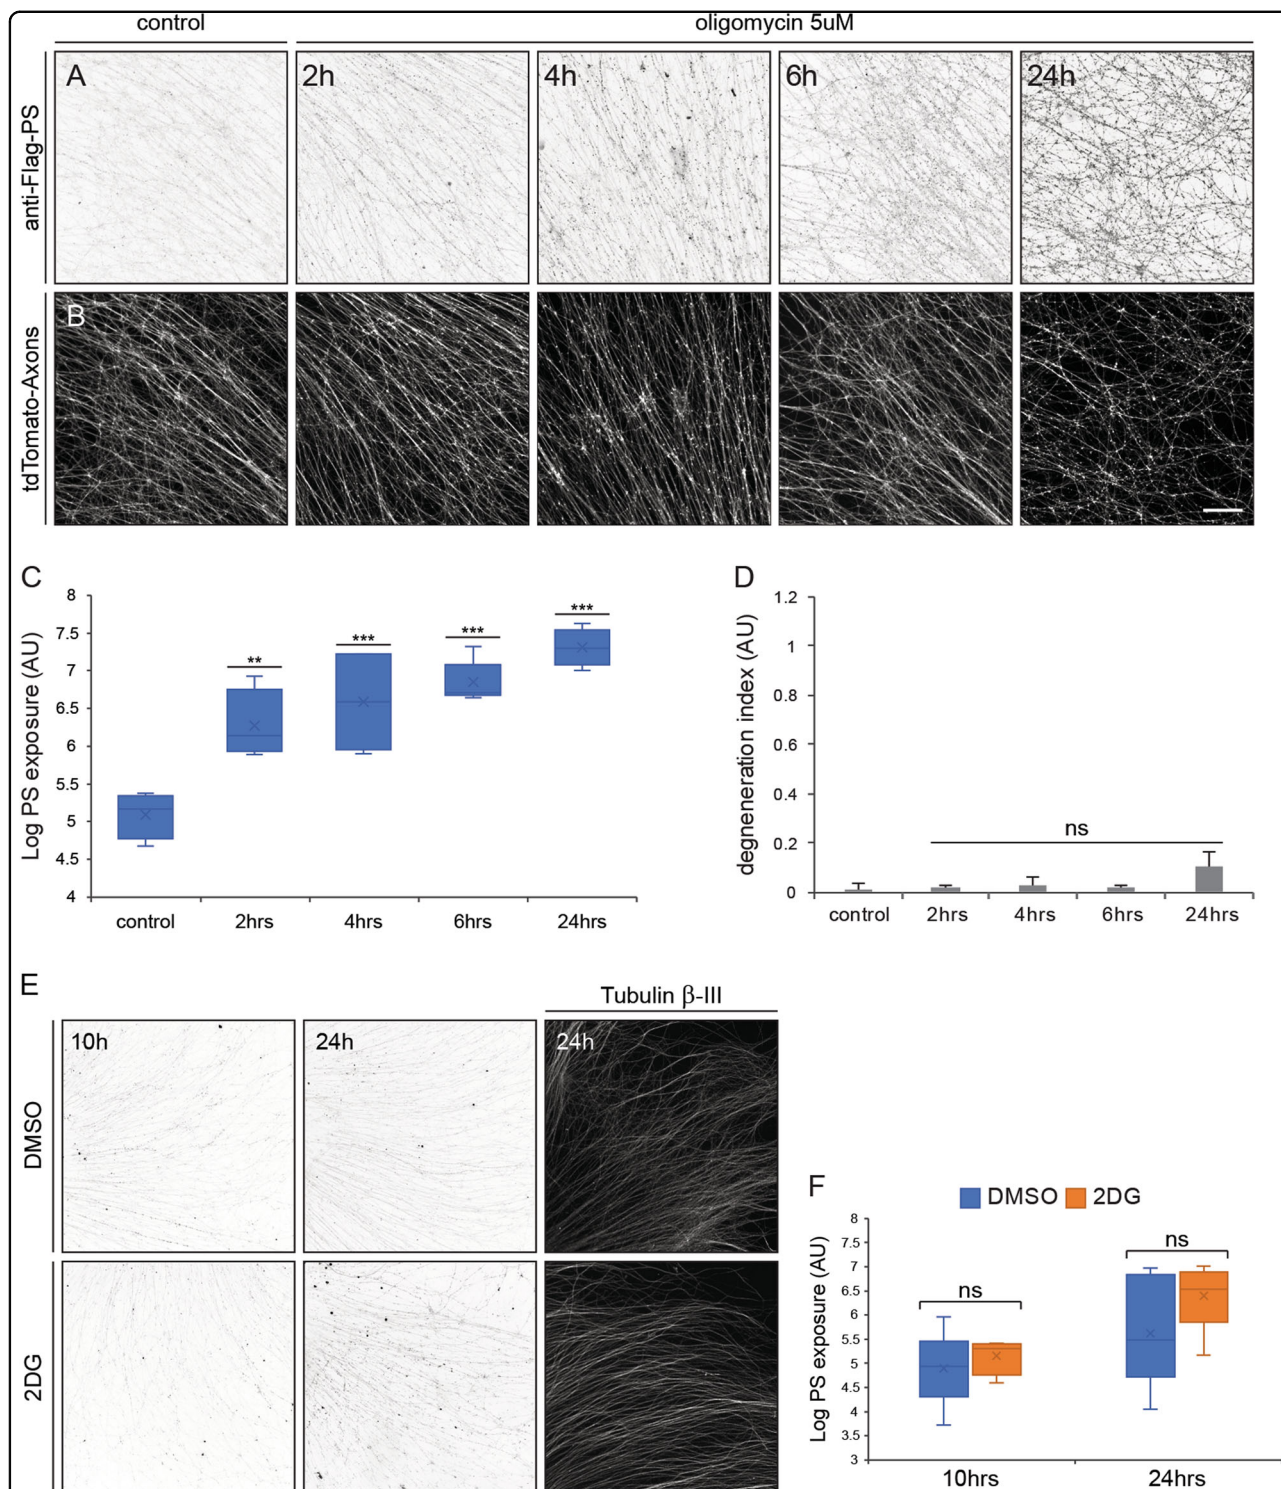 control
oligomycin 5uM
anti-Flag-PS
A
2h
4h
6h
24h
tdTomato-Axons
B
C
Log PS exposure (AU)
8
7.5
7
6.5
6
5.5
5
4.5
4
**
***
***
***
control 2hrs 4hrs 6hrs 24hrs
D
degneneration index (AU)
1.2
1
0.8
0.6
0.4
0.2
0
ns
control 2hrs 4hrs 6hrs 24hrs
E
Tubulin β-III
DMSO
10h
24h
24h
2DG
F
DMSO 2DG
Log PS exposure (AU)
8
7.5
7
6.5
6
5.5
5
4.5
4
3.5
3
ns
ns
10hrs 24hrs